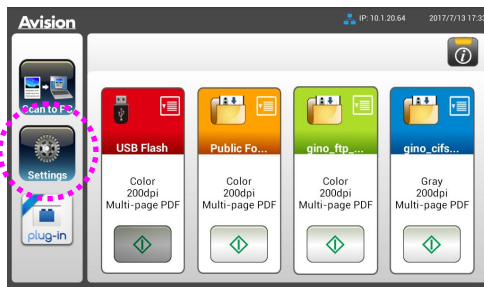 Avision
IP: 10.1.20.64
2017/7/13 17:33
Scan to PC
Settings
plug-in
USB Flash
Color
200dpi
Multi-page PDF
Public Fo...
Color
200dpi
Multi-page PDF
gino_ftp_...
Color
200dpi
Multi-page PDF
gino_cifs...
Gray
200dpi
Multi-page PDF